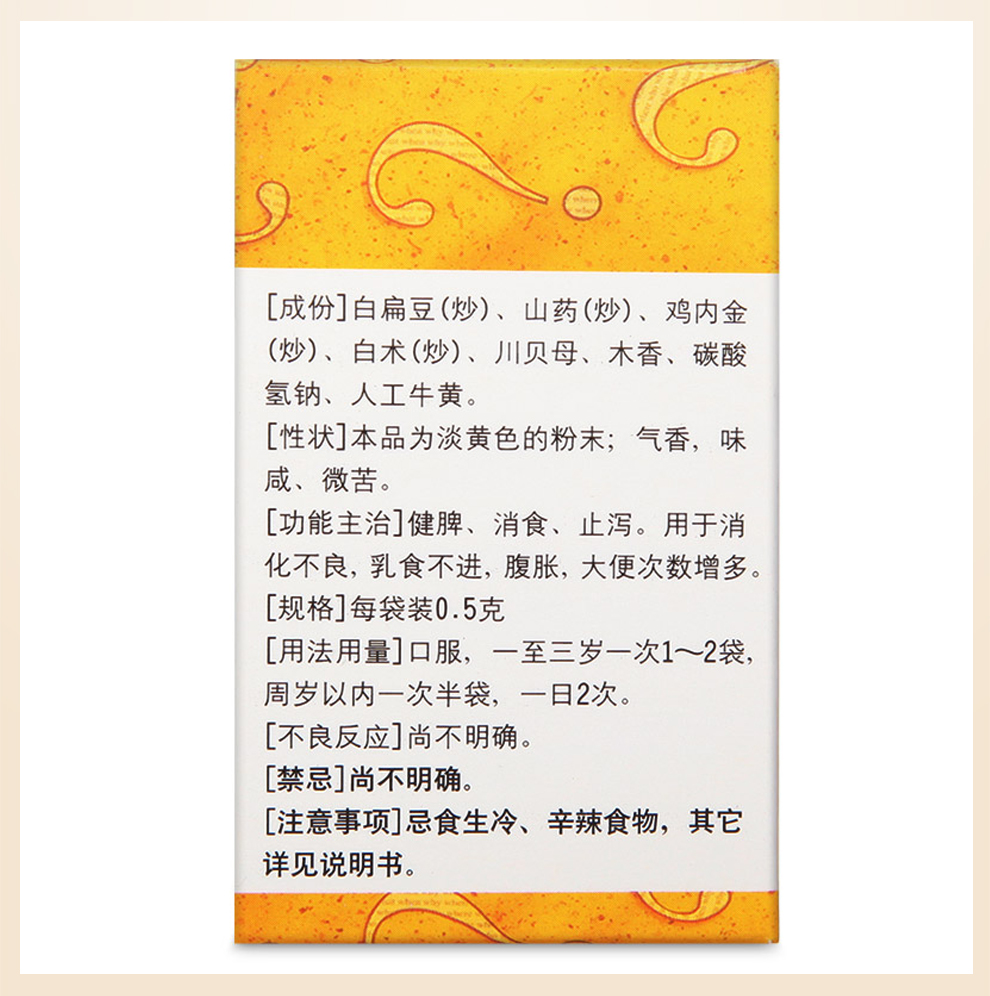 [成份]白扁豆(炒)、山药(炒)、鸡内金
(炒)、白术(炒)、川贝母、木香、碳酸
氢钠、人工牛黄。
[性状]本品为淡黄色的粉末；气香，味
咸、微苦。
[功能主治]健脾、消食、止泻。用于消
化不良，乳食不进，腹胀，大便次数增多。
[规格]每袋装0.5克
[用法用量]口服，一至三岁一次1～2袋，
周岁以内一次半袋，一日2次。
[不良反应]尚不明确。
[禁忌]尚不明确。
[注意事项]忌食生冷、辛辣食物，其它
详见说明书。